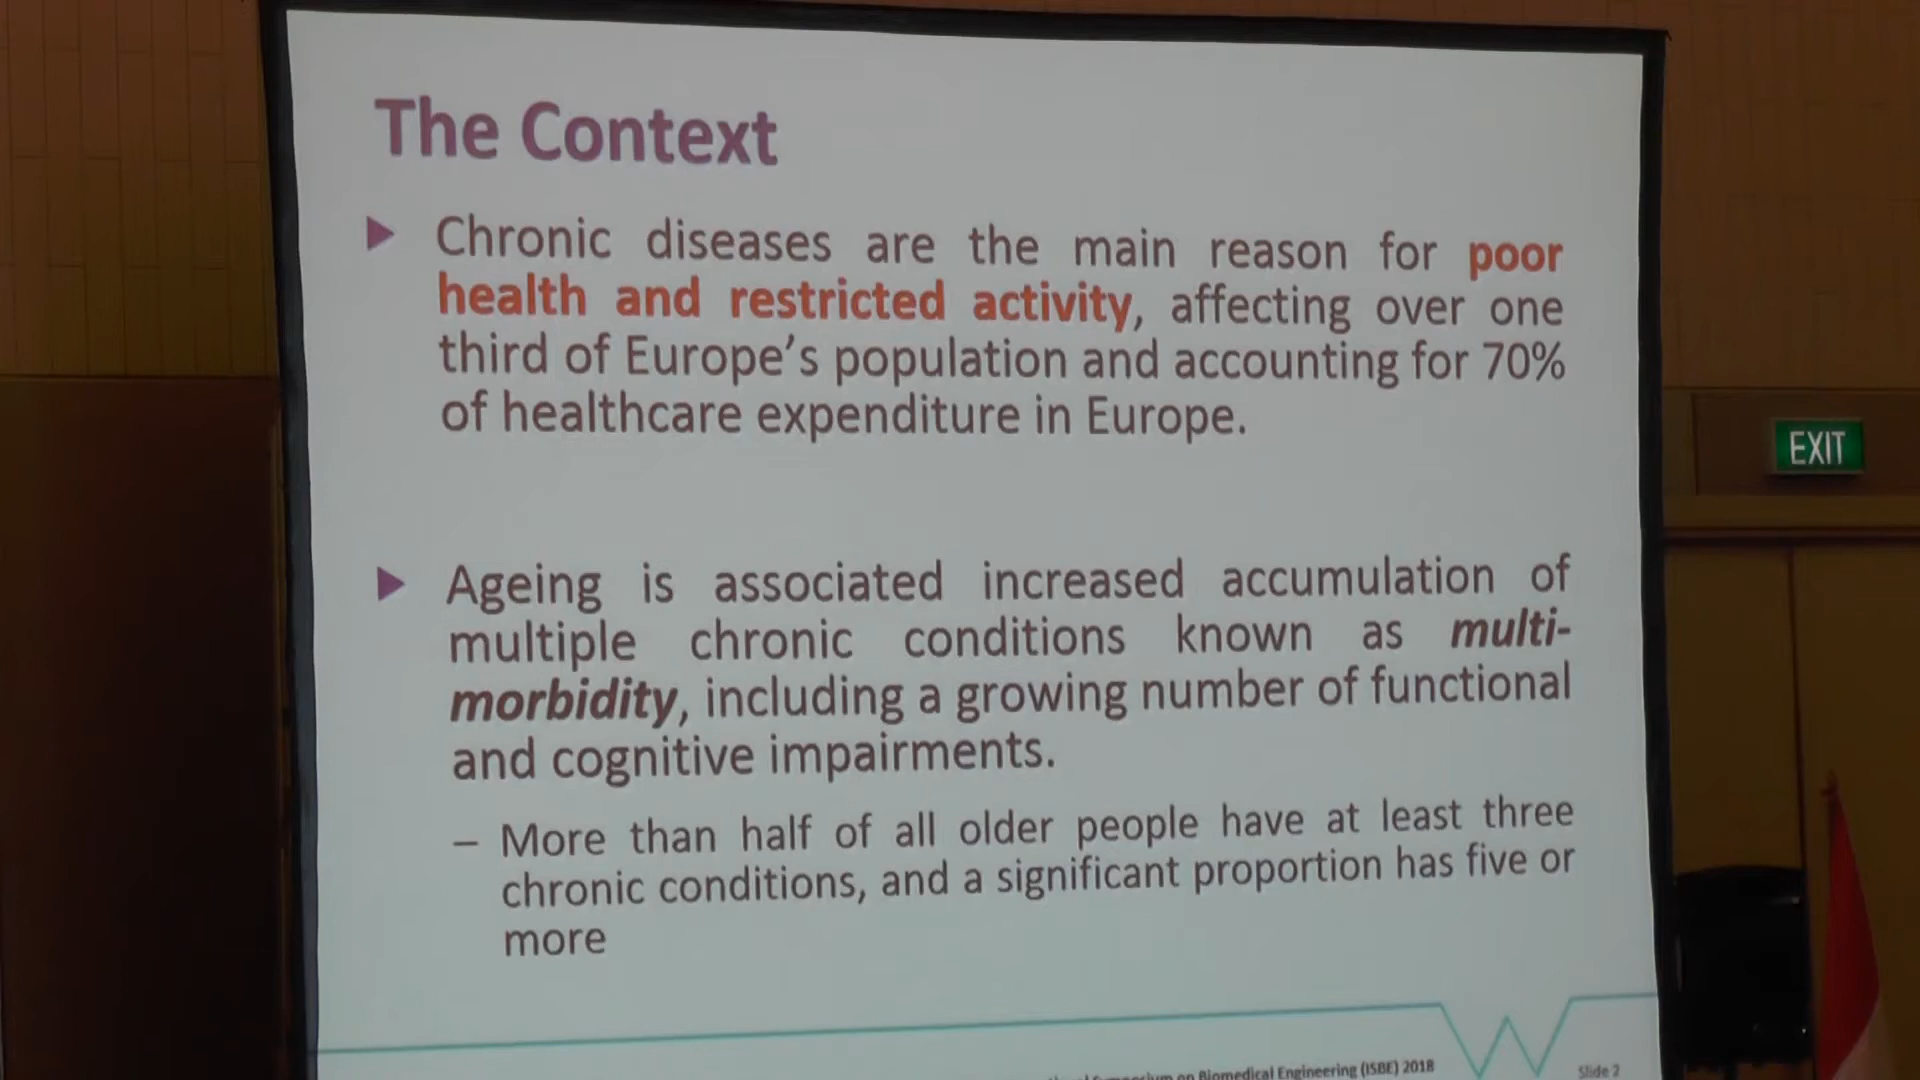 The Context
Chronic diseases are the main reason for poor
health and restricted activity, affecting over one
third of Europe's population and accounting for 70%
of healthcare expenditure in Europe.
EXIT
Ageing is associated increased accumulation of
multiple chronic conditions known as multi-
morbidity, including a growing number of functional
and cognitive impairments.
– More than half of all older people have at least three
chronic conditions, and a significant proportion has five or
more
Symposium on Biomedical Engineering (ISBE) 2018
Slide 2